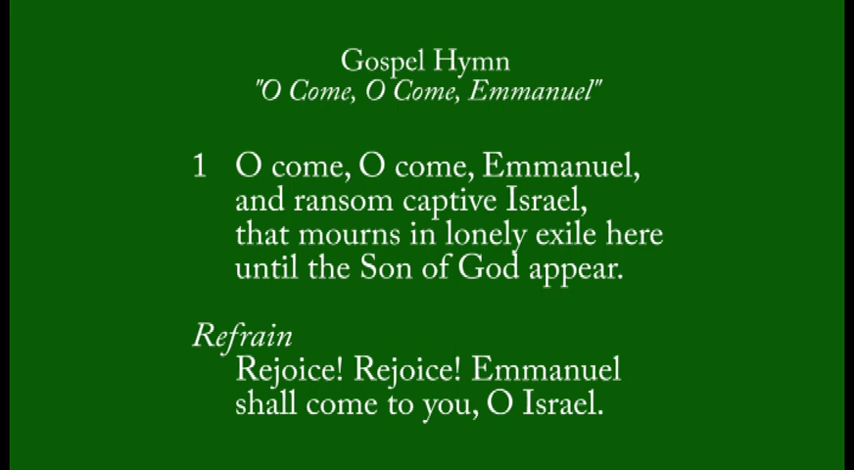 Gospel Hymn
"O Come, O Come, Emmanuel"
1 O come, O come, Emmanuel,
and ransom captive Israel,
that mourns in lonely exile here
until the Son of God appear.
Refrain
Rejoice! Rejoice! Emmanuel
shall come to you, O Israel.